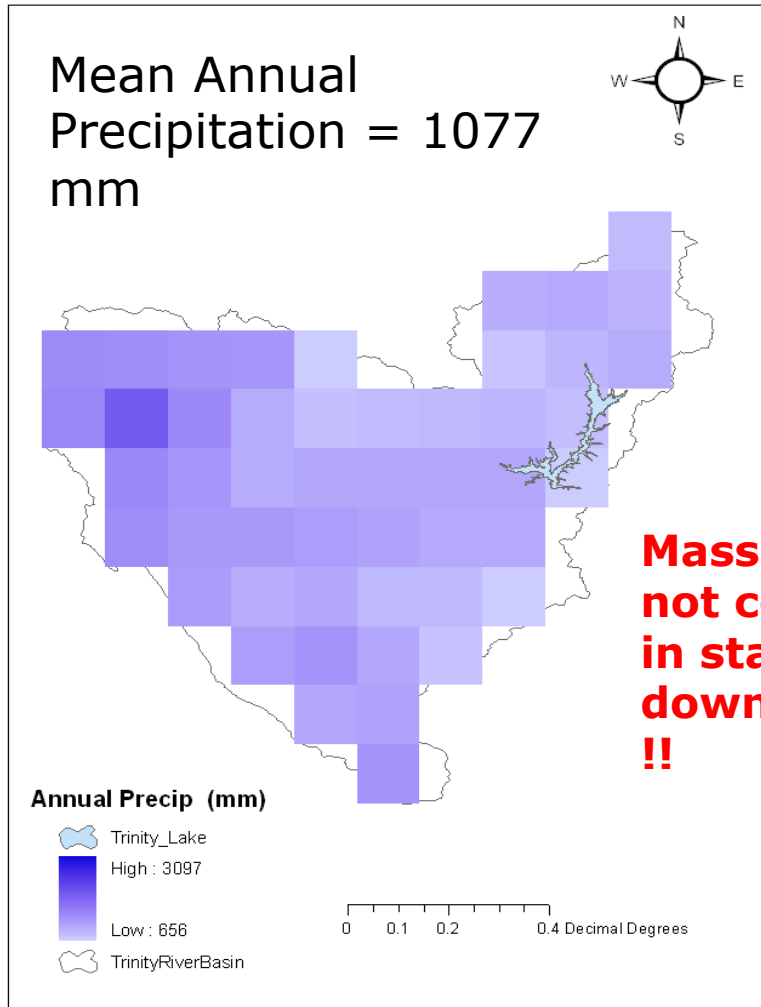 Mean Annual
Precipitation = 1077
mm
N
W
E
S
Mass
not c
in sta
down
!!
Annual Precip (mm)
Trinity_Lake
High : 3097
Low : 656
TrinityRiverBasin
0 0.1 0.2 0.4 Decimal Degrees